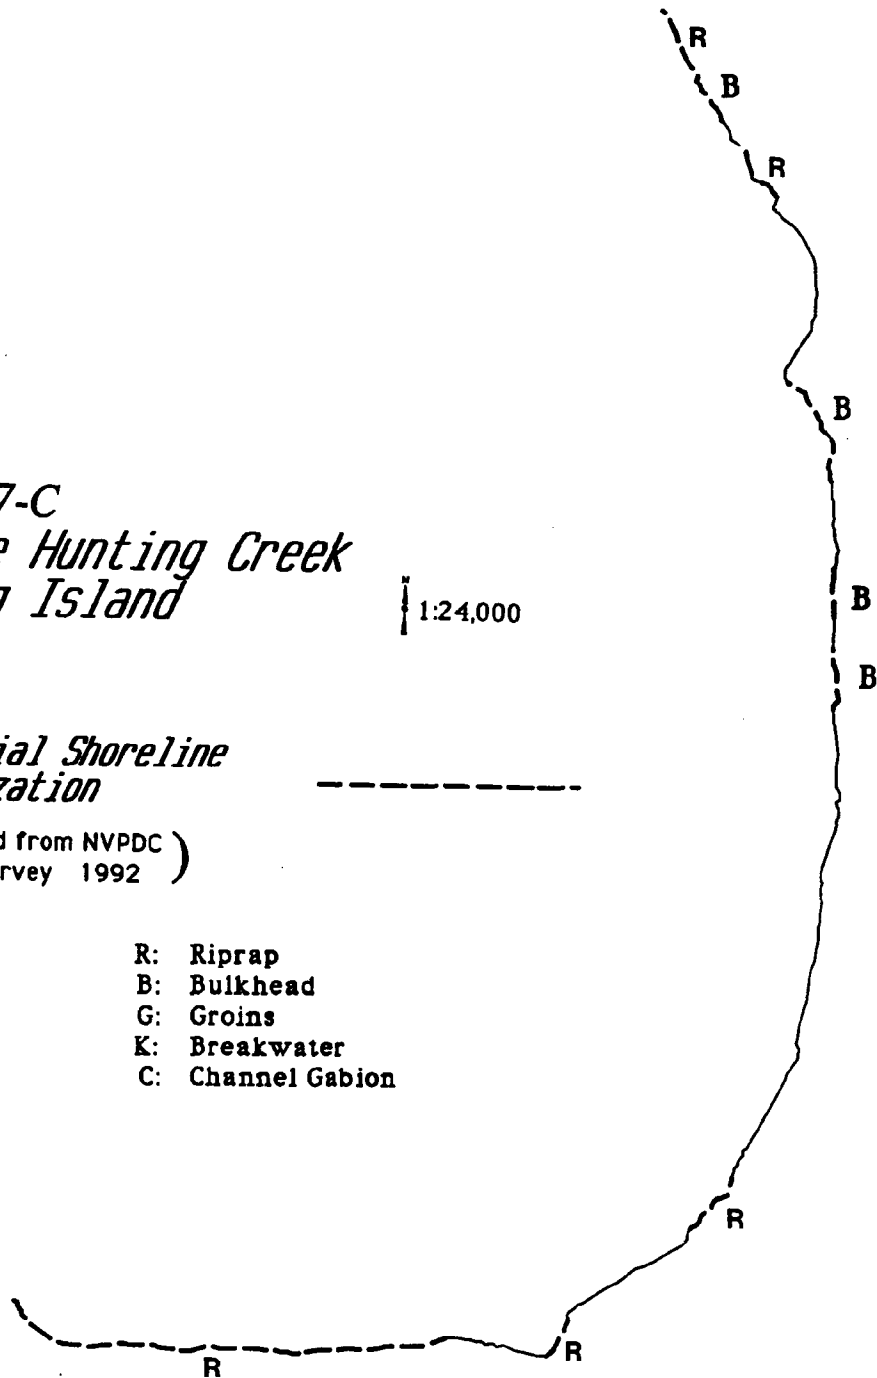 R
B
R
B
7-C
e Hunting Creek
g Island
N
1:24,000
B
B
ial Shoreline
zation
d from NVPDC
rvey 1992 )
R: Riprap
B: Bulkhead
G: Groins
K: Breakwater
C: Channel Gabion
R
R
R